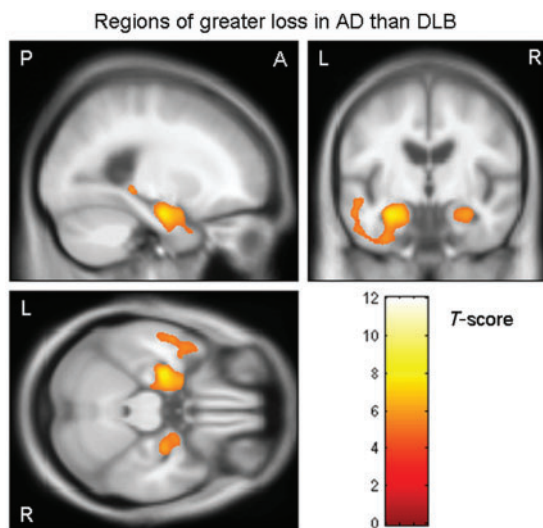 Regions of greater loss in AD than DLB
P A
L R
L
R
12
10
8
6
4
2
0
T-score